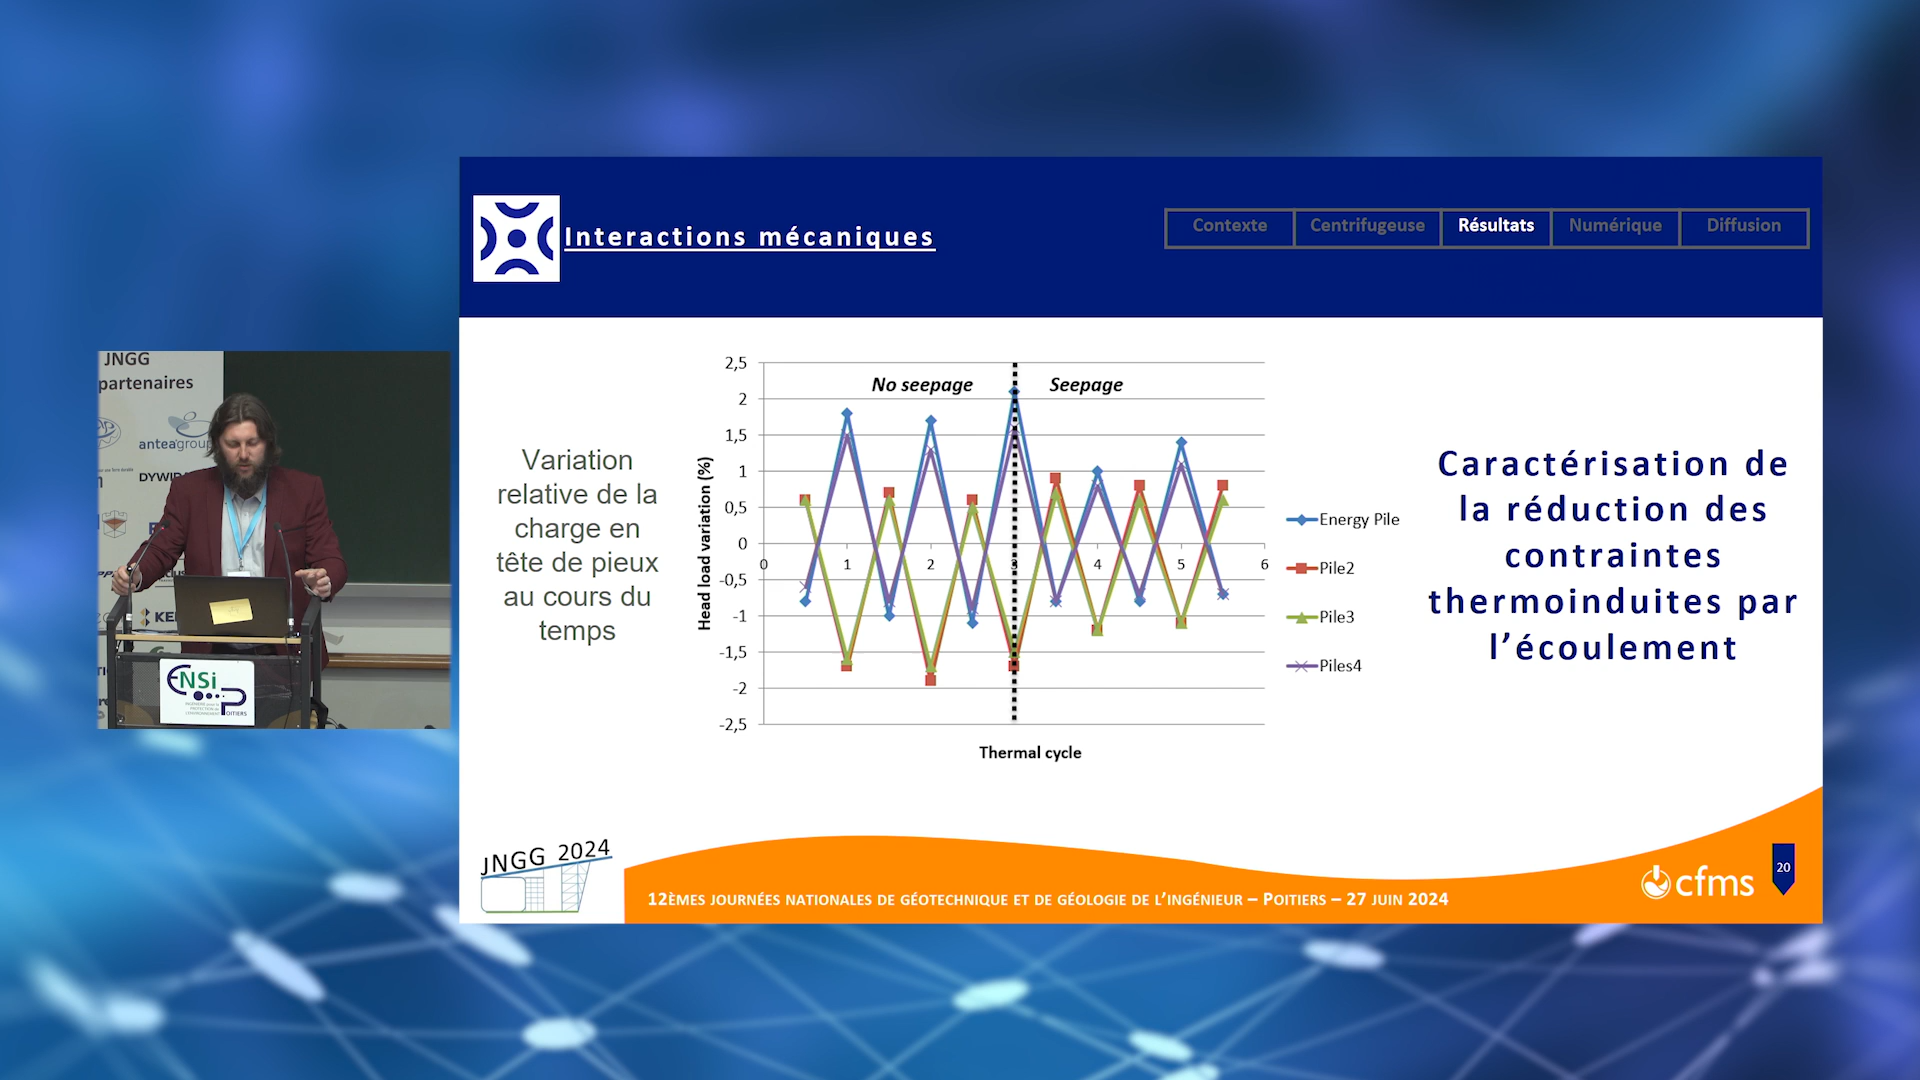 Interactions mécaniques
Contexte
Centrifugeuse
Résultats
Numérique
Diffusion
Variation
relative de la
charge en
tête de pieux
au cours du
temps
Head load variation (%)
2,5
2
1,5
1
0,5
0
-0,5
-1
-1,5
-2
-2,5
No seepage
Seepage
0
1
2
3
4
5
6
Thermal cycle
Energy Pile
Pile2
Pile3
Piles4
Caractérisation de
la réduction des
contraintes
thermoinduites par
l’écoulement
JNGG 2024
12ÈMES JOURNÉES NATIONALES DE GÉOTECHNIQUE ET DE GÉOLOGIE DE L’INGÉNIEUR – POITIERS – 27 JUIN 2024
cfms
20
JNGG
partenaires
anteagroup
DYWID
KEL
ENSi
P
POITIERS